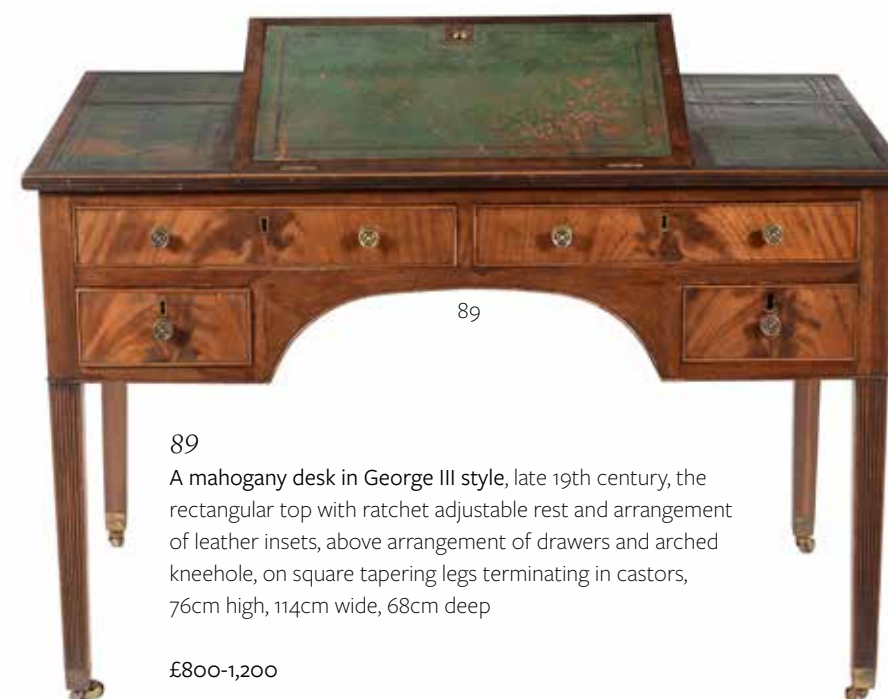 89
89
A mahogany desk in George III style, late 19th century, the
rectangular top with ratchet adjustable rest and arrangement
of leather insets, above arrangement of drawers and arched
kneehole, on square tapering legs terminating in castors,
76cm high, 114cm wide, 68cm deep
£800-1,200